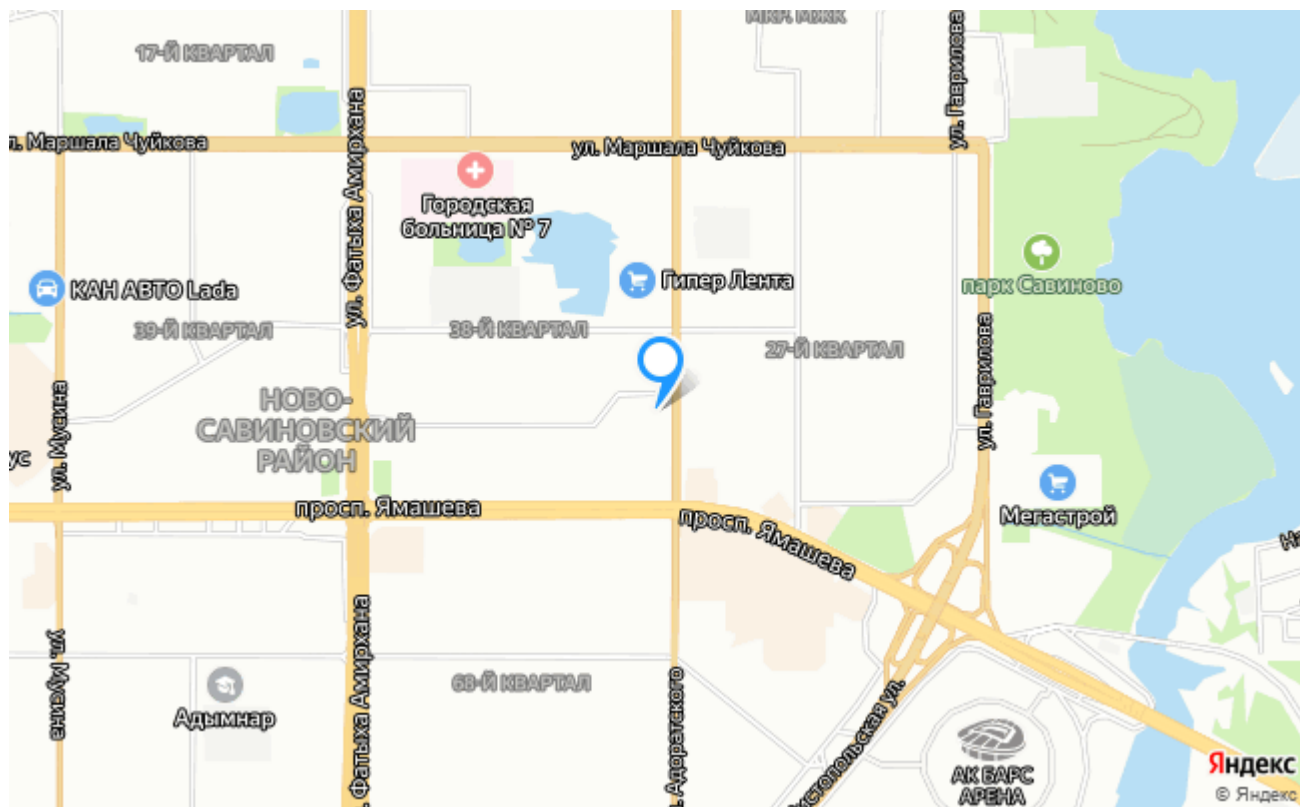 МКР. МЖК
17-Й КВАРТАЛ
ул. Гаврилова
ул. Фатыха Амирхана
л. Маршала Чуйкова
ул. Маршала Чуйкова
Городская
больница № 7
Гипер Лента
парк Савиново
КАН АВТО Lada
39-Й КВАРТАЛ
38-Й КВАРТАЛ
27-Й КВАРТАЛ
ул. Гаврилова
ул. Мусина
НОВО-
САВИНОВСКИЙ
РАЙОН
ус
просп. Ямашева
просп. Ямашева
Мегастрой
На
ул. Мусина
. Фатыха Амирхана
68-Й КВАРТАЛ
Адымнар
. Адоратского
истопольская ул.
АК БАРС
АРЕНА
Яндекс
© Яндекс